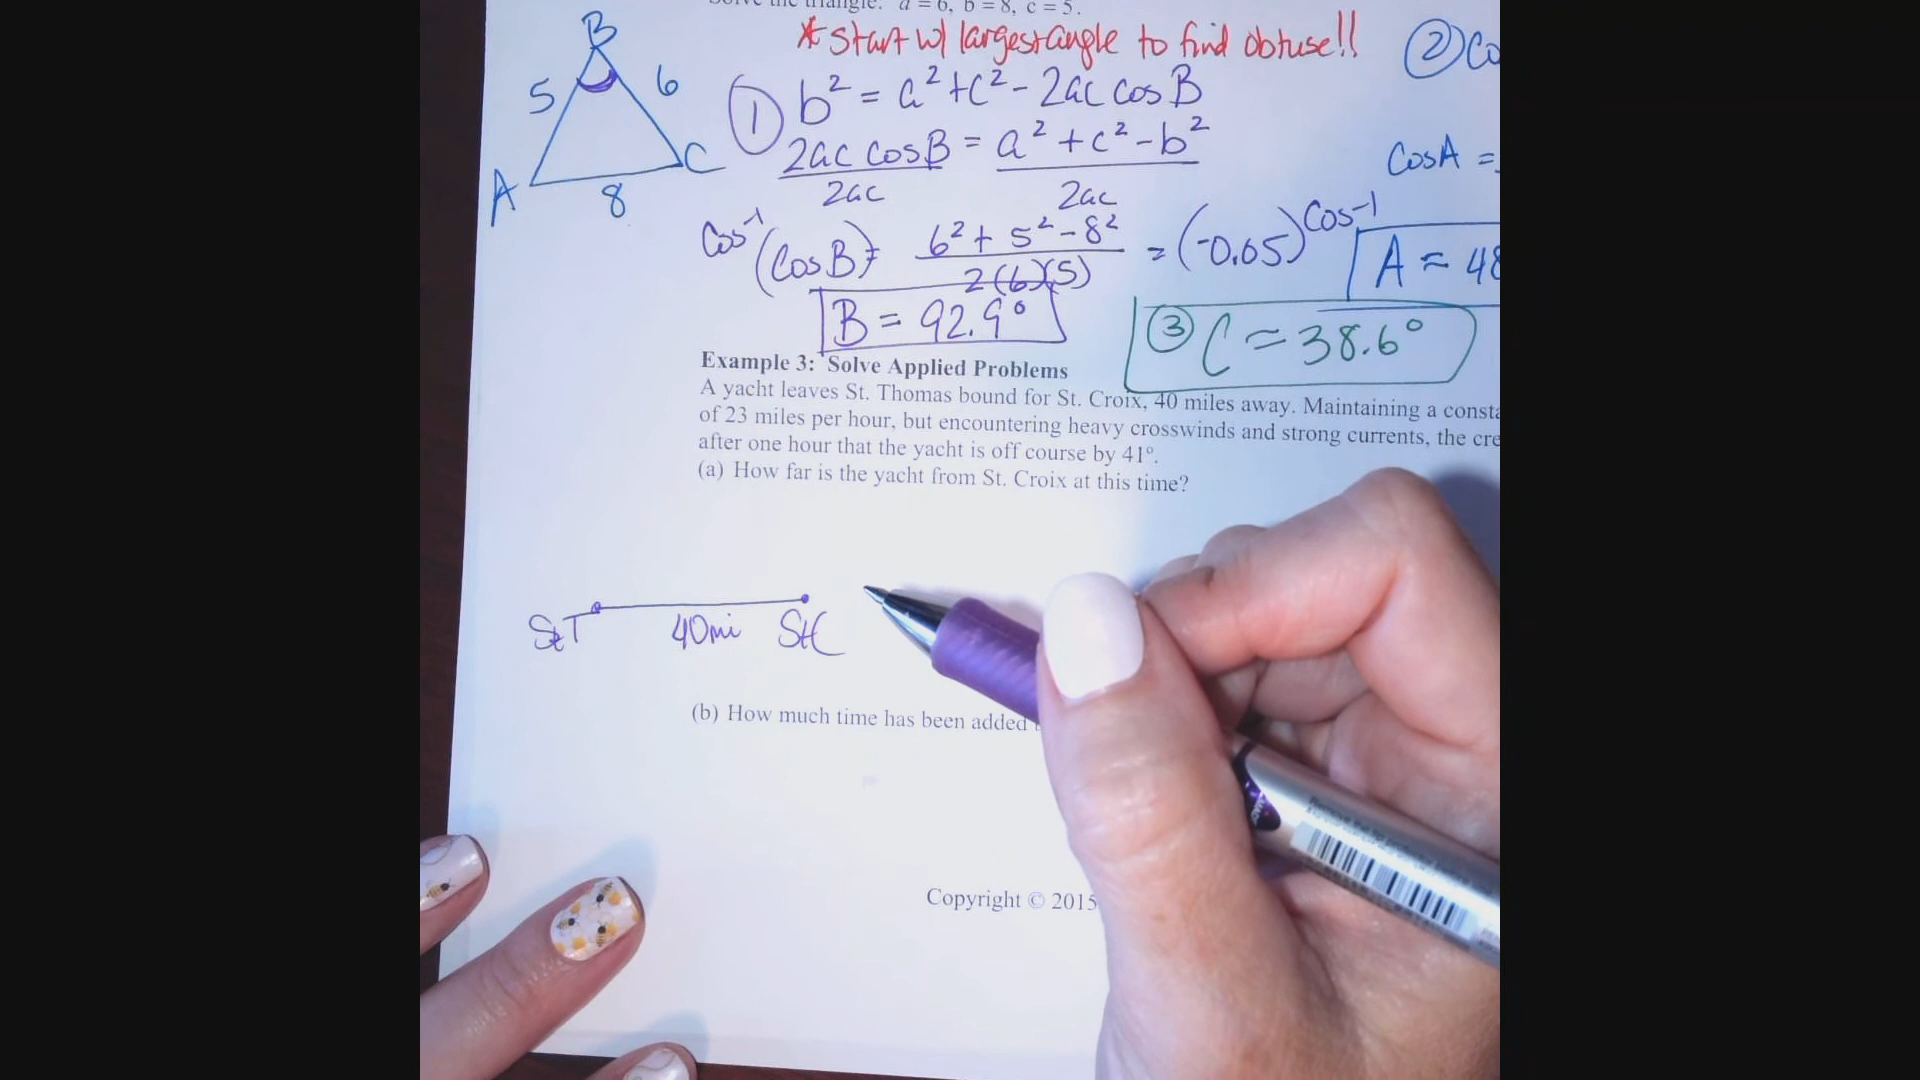 Solve the triangle: a = 6, b = 8, c = 5.
* Start w/ largest angle to find obtuse!!
B
5
6
A
8
C
① b² = a² + c² - 2ac cos B
2ac cos B = a² + c² - b²
2ac 2ac
cos⁻¹ (cos B) = 6² + 5² - 8² = (-0.05) cos⁻¹
2(6)(5)
B = 92.9°
② Co
cosA =
A ≈ 48
③ C ≈ 38.6°
Example 3: Solve Applied Problems
A yacht leaves St. Thomas bound for St. Croix, 40 miles away. Maintaining a consta
of 23 miles per hour, but encountering heavy crosswinds and strong currents, the cre
after one hour that the yacht is off course by 41°.
(a) How far is the yacht from St. Croix at this time?
StT 40mi StC
(b) How much time has been added
Copyright © 2015